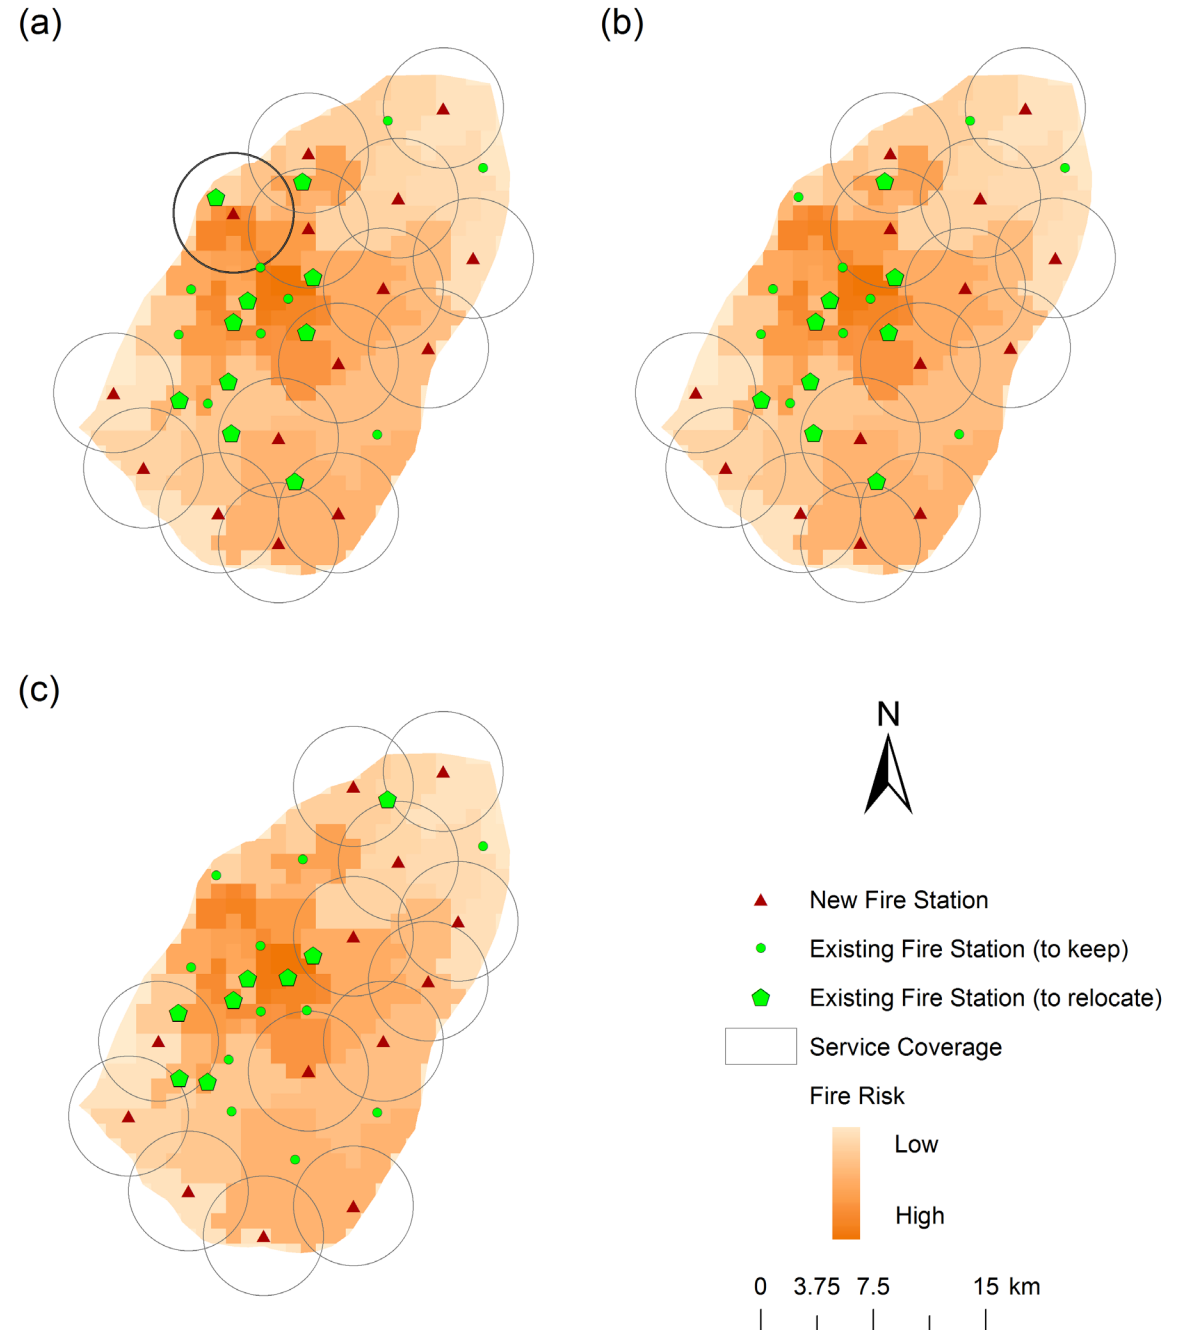 (a)
(b)
(c)
N
New Fire Station
Existing Fire Station (to keep)
Existing Fire Station (to relocate)
Service Coverage
Fire Risk
Low
High
0 3.75 7.5 15 km